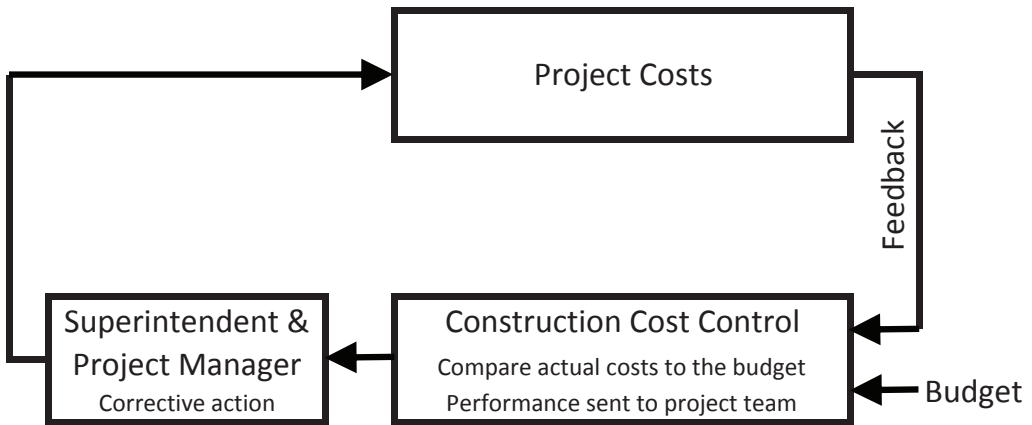 Project Costs
Feedback
Superintendent &
Project Manager
Corrective action
Construction Cost Control
Compare actual costs to the budget
Performance sent to project team
Budget